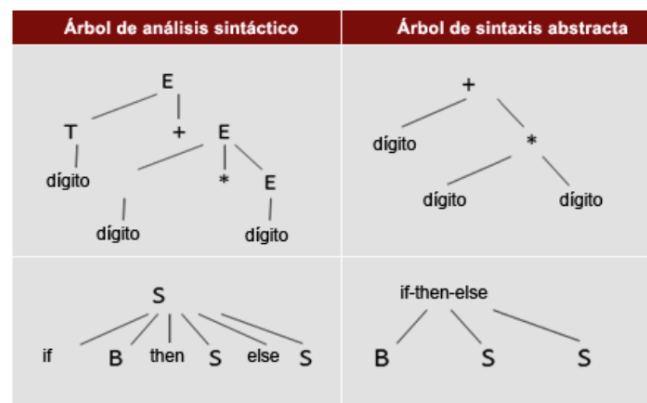 Árbol de análisis sintáctico
Árbol de sintaxis abstracta
E
T + E
dígito * E
dígito dígito
+
dígito *
dígito dígito
S
if B then S else S
if-then-else
B S S